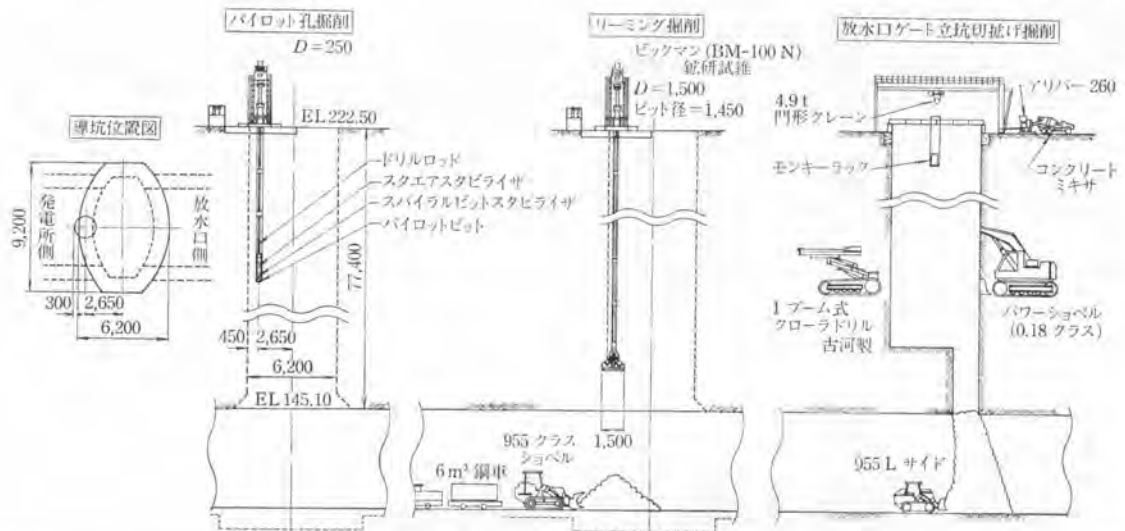 パイロット孔掘削
D=250
EL 222.50
導坑位置図
発電所側
放水口側
9,200
300
2,650
6,200
ドリルロッド
スクエアスタビライザ
スパイラルビットスタビライザ
パイロットビット
77,400
450
2,650
6,200
EL 145.10
リーミング掘削
ビックマン (BM-100 N)
鉱研試錐
D=1,500
ビット径=1,450
1,500
955 クラス
ショベル
6 m³ 鋼車
放水口ゲート立坑切拡げ掘削
4.9 t
門形クレーン
アリバー 260
モンキーラック
コンクリート
ミキサ
1 ブーム式
クローラドリル
古河製
パワーショベル
(0.18 クラス)
955 L サイド